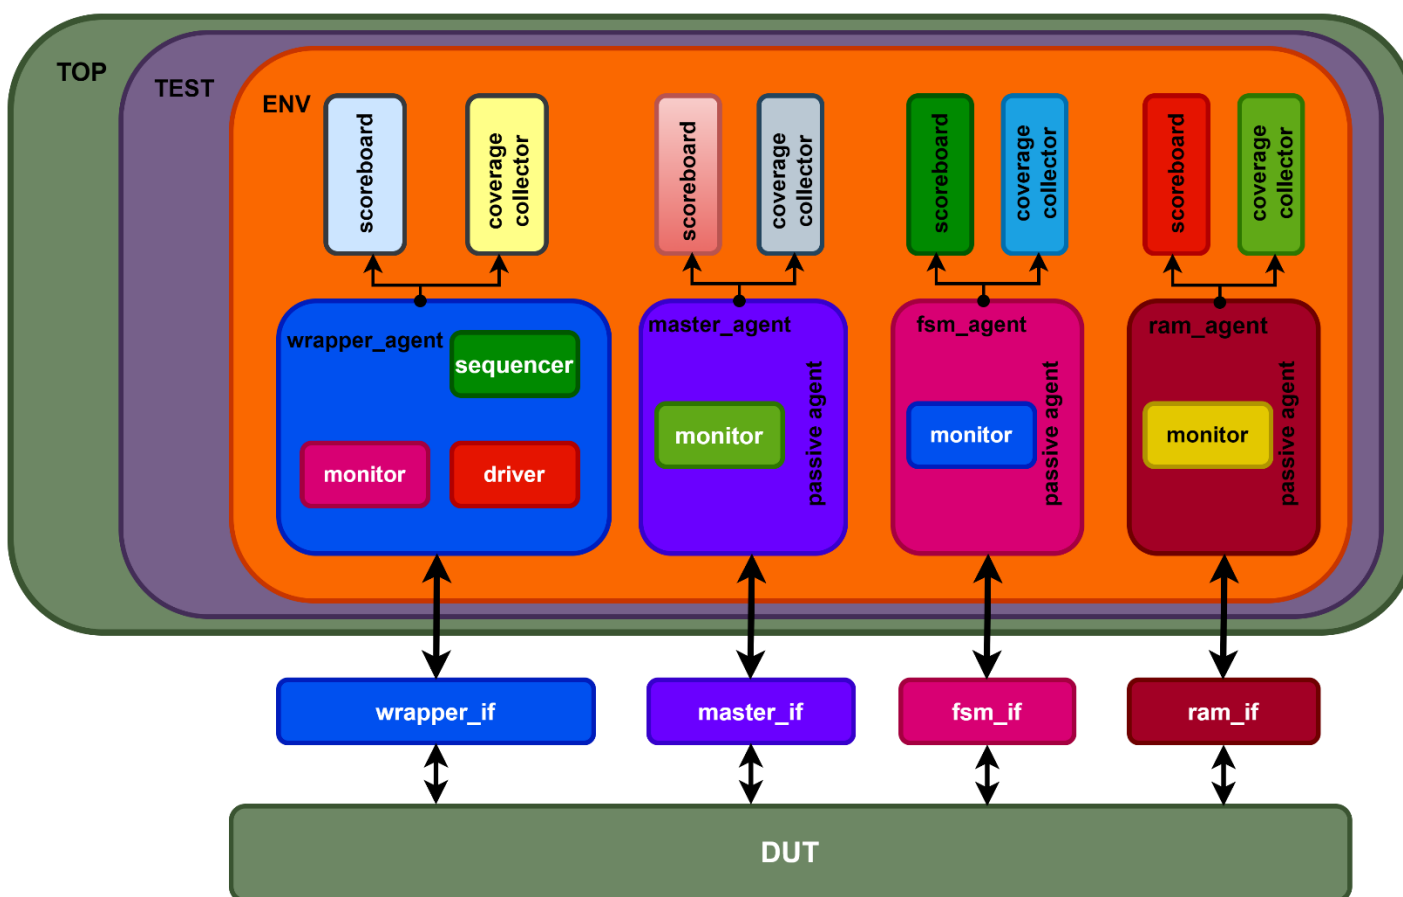 TOP
TEST
ENV
scoreboard
coverage
collector
scoreboard
coverage
collector
scoreboard
coverage
collector
scoreboard
coverage
collector
wrapper_agent
sequencer
monitor
driver
master_agent
monitor
passive agent
fsm_agent
monitor
passive agent
ram_agent
monitor
passive agent
wrapper_if
master_if
fsm_if
ram_if
DUT